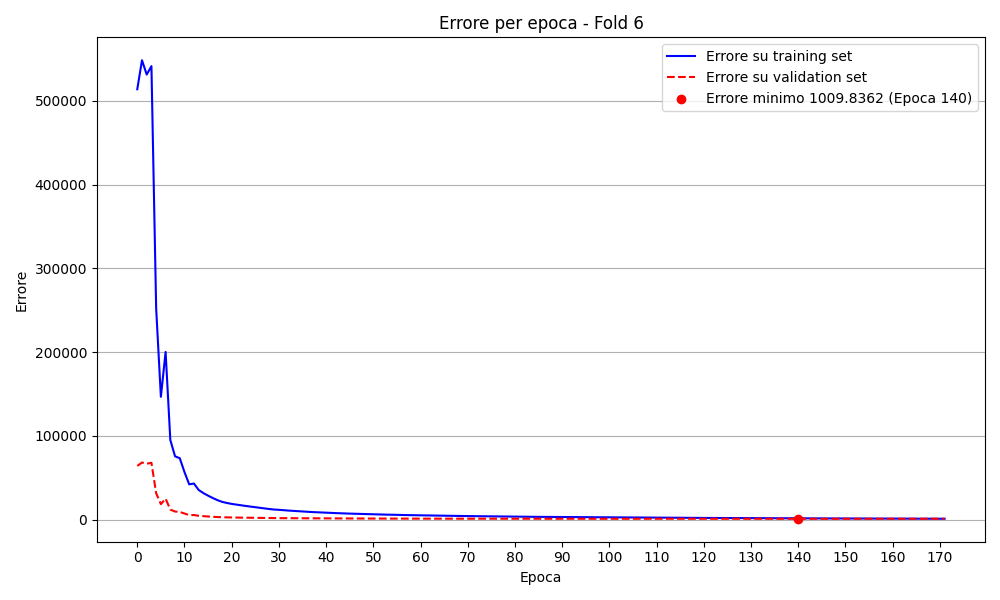 Errore per epoca - Fold 6
Errore su training set
Errore su validation set
Errore minimo 1009.8362 (Epoca 140)
Errore
500000
400000
300000
200000
100000
0
0 10 20 30 40 50 60 70 80 90 100 110 120 130 140 150 160 170
Epoca